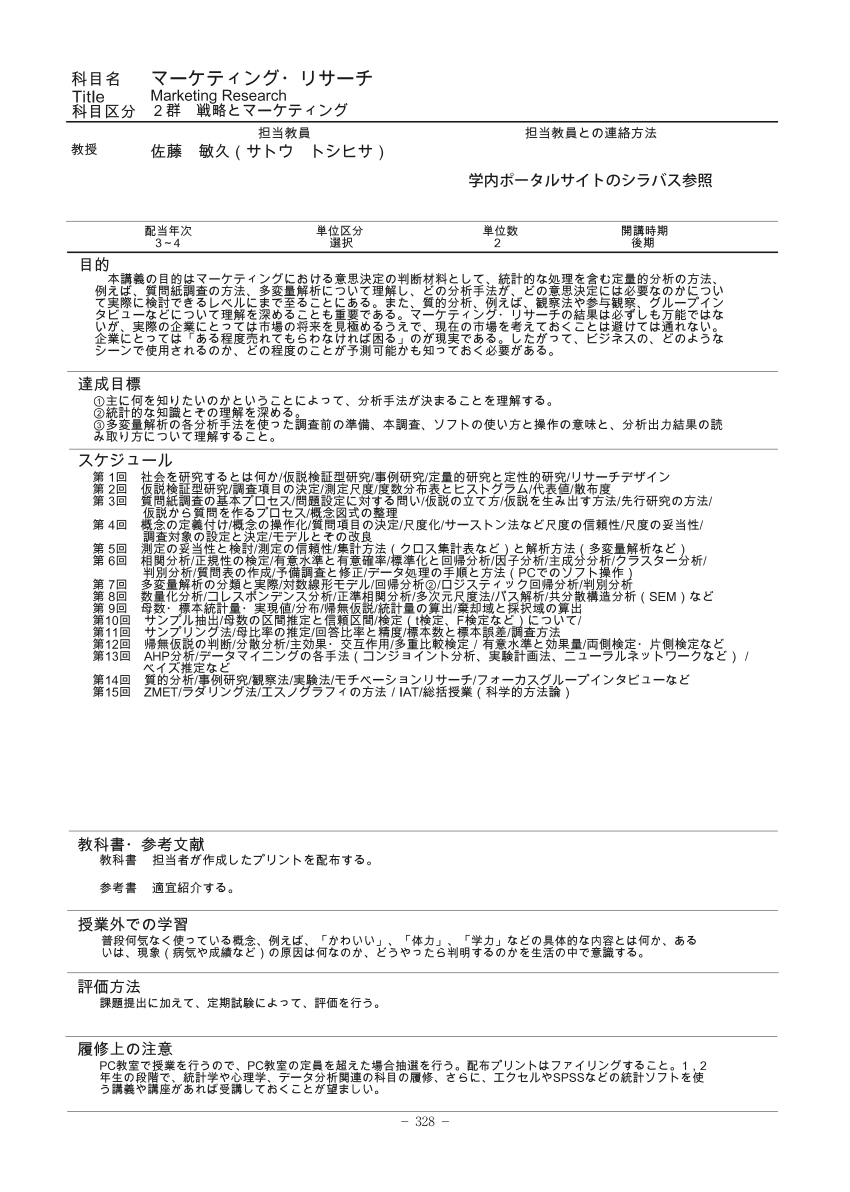 科目名　マーケティング・リサーチ
Title　Marketing Research
科目区分　２群　戦略とマーケティング
担当教員　担当教員との連絡方法
教授　佐藤　敏久（サトウ　トシヒサ）
学内ポータルサイトのシラバス参照
配当年次　単位区分　単位数　開講時期
3～4　選択　2　後期
目的
本講義の目的はマーケティングにおける意思決定の判断材料として、統計的な処理を含む定量的分析の方法、
例えば、質問紙調査の方法、多変量解析について理解し、どの分析手法が、どの意思決定には必要なのかについ
て実際に検討できるレベルにまで至ることにある。また、質的分析、例えば、観察法や参与観察、グループイン
タビューなどについて理解を深めることも重要である。マーケティング・リサーチの結果は必ずしも万能ではな
いが、実際の企業にとっては市場の将来を見極めるうえで、現在の市場を考えておくことは避けては通れない。
企業にとっては「ある程度売れてもらわなければ困る」のが現実である。したがって、ビジネスの、どのような
シーンで使用されるのか、どの程度のことが予測可能かも知っておく必要がある。
達成目標
①主に何を知りたいのかということによって、分析手法が決まることを理解する。
②統計的な知識とその理解を深める。
③多変量解析の各分析手法を使った調査前の準備、本調査、ソフトの使い方と操作の意味と、分析出力結果の読
み取り方について理解すること。
スケジュール
第 1回　社会を研究するとは何か/仮説検証型研究/事例研究/定量的研究と定性的研究/リサーチデザイン
第 2回　仮説検証型研究/調査項目の決定/測定尺度/度数分布表とヒストグラム/代表値/散布度
第 3回　質問紙調査の基本プロセス/問題設定に対する問い/仮説の立て方/仮説を生み出す方法/先行研究の方法/
仮説から質問を作るプロセス/概念図式の整理
第 4回　概念の定義付け/概念の操作化/質問項目の決定/尺度化/サーストン法など尺度の信頼性/尺度の妥当性/
調査対象の設定と決定/モデルとその改良
第 5回　測定の妥当性と検討/測定の信頼性/集計方法（クロス集計表など）と解析方法（多変量解析など）
第 6回　相関分析/正規性の検定/有意水準と有意確率/標準化と回帰分析/因子分析/主成分分析/クラスター分析/
判別分析/質問表の作成/予備調査と修正/データ処理の手順と方法（PCでのソフト操作）
第 7回　多変量解析の分類と実際/対数線形モデル/回帰分析②/ロジスティック回帰分析/判別分析
第 8回　数量化分析/コレスポンデンス分析/正準相関分析/多次元尺度法/パス解析/共分散構造分析（SEM）など
第 9回　母数・標本統計量・実現値/分布/帰無仮説/統計量の算出/棄却域と採択域の算出
第10回　サンプル抽出/母数の区間推定と信頼区間/検定（t検定、F検定など）について/
第11回　サンプリング法/母比率の推定/回答比率と精度/標本数と標本誤差/調査方法
第12回　帰無仮説の判断/分散分析/主効果・交互作用/多重比較検定 / 有意水準と効果量/両側検定・片側検定など
第13回　AHP分析/データマイニングの各手法（コンジョイント分析、実験計画法、ニューラルネットワークなど） /
ベイズ推定など
第14回　質的分析/事例研究/観察法/実験法/モチベーションリサーチ/フォーカスグループインタビューなど
第15回　ZMET/ラダリング法/エスノグラフィの方法 / IAT/総括授業（科学的方法論）
教科書・参考文献
教科書　担当者が作成したプリントを配布する。
参考書　適宜紹介する。
授業外での学習
普段何気なく使っている概念、例えば、「かわいい」、「体力」、「学力」などの具体的な内容とは何か、ある
いは、現象（病気や成績など）の原因は何なのか、どうやったら判明するのかを生活の中で意識する。
評価方法
課題提出に加えて、定期試験によって、評価を行う。
履修上の注意
PC教室で授業を行うので、PC教室の定員を超えた場合抽選を行う。配布プリントはファイリングすること。1，2
年生の段階で、統計学や心理学、データ分析関連の科目の履修、さらに、エクセルやSPSSなどの統計ソフトを使
う講義や講座があれば受講しておくことが望ましい。
－ 328 －